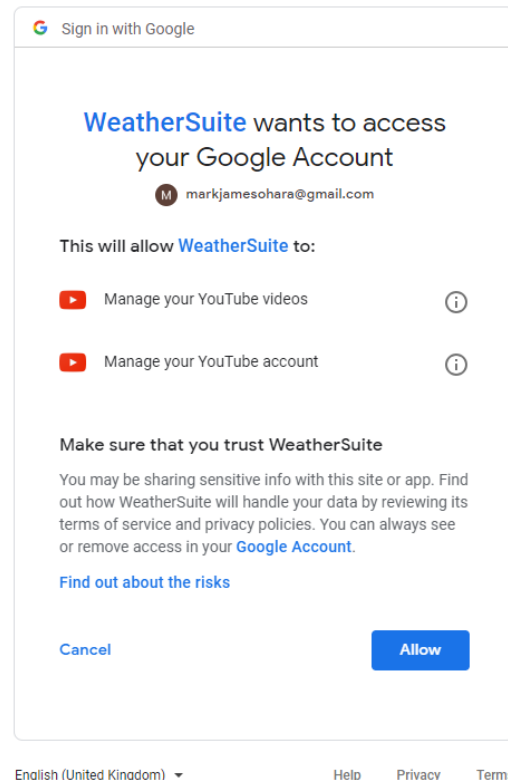 Sign in with Google
WeatherSuite wants to access
your Google Account
M markjamesohara@gmail.com
This will allow WeatherSuite to:
Manage your YouTube videos
Manage your YouTube account
Make sure that you trust WeatherSuite
You may be sharing sensitive info with this site or app. Find
out how WeatherSuite will handle your data by reviewing its
terms of service and privacy policies. You can always see
or remove access in your Google Account.
Find out about the risks
Cancel Allow
English (United Kingdom) Help Privacy Term